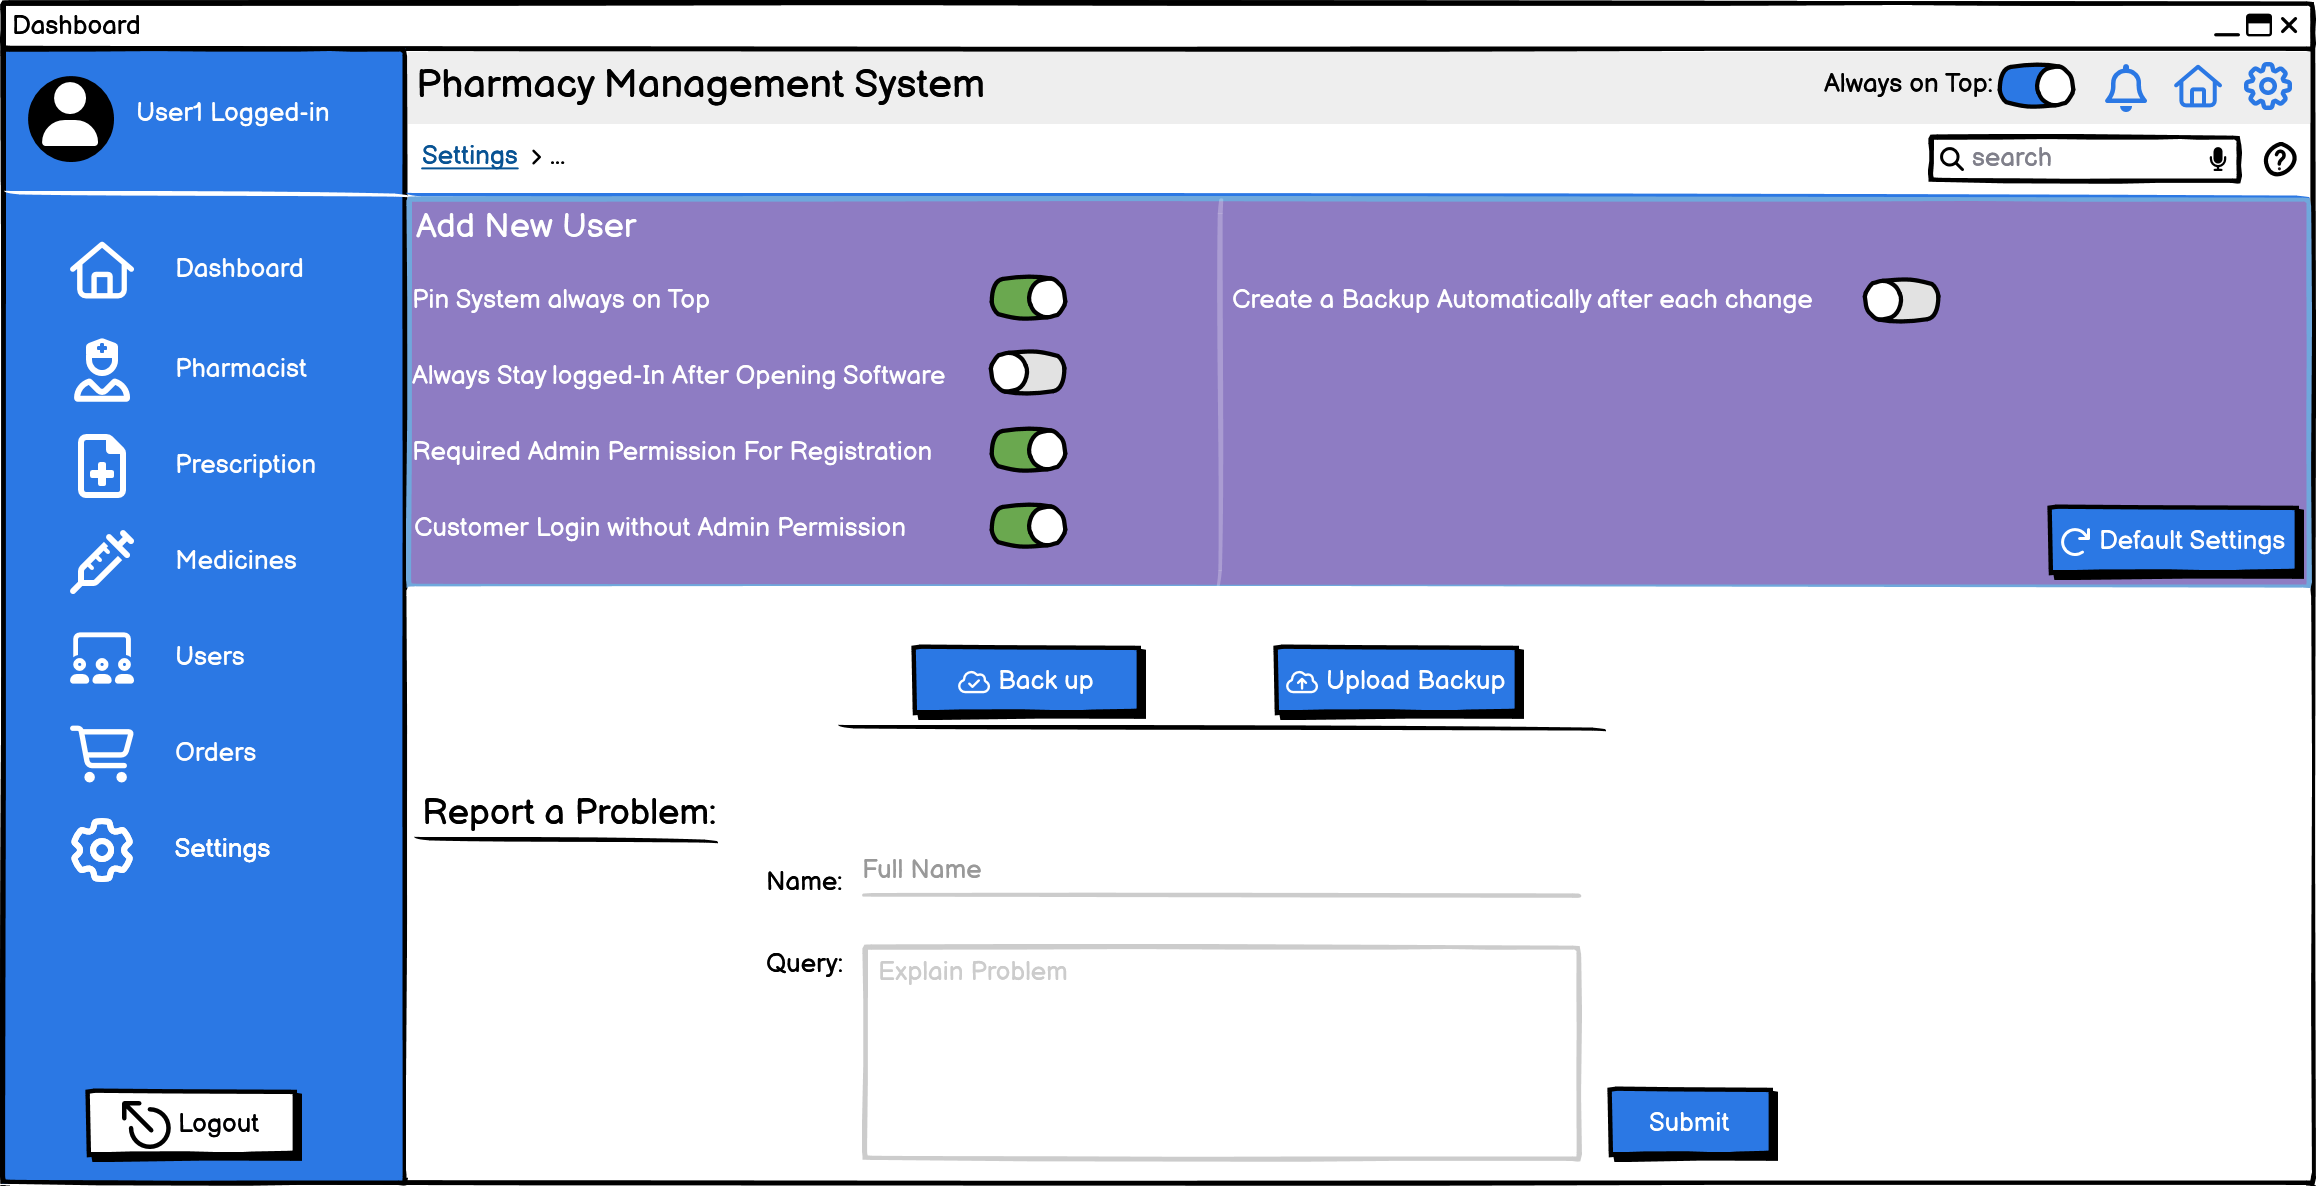 Dashboard
User1 Logged-in
Pharmacy Management System
Always on Top:
Settings > ...
search
Dashboard
Pharmacist
Prescription
Medicines
Users
Orders
Settings
Logout
Add New User
Pin System always on Top
Always Stay logged-In After Opening Software
Required Admin Permission For Registration
Customer Login without Admin Permission
Create a Backup Automatically after each change
Default Settings
Back up
Upload Backup
Report a Problem:
Name: Full Name
Query: Explain Problem
Submit